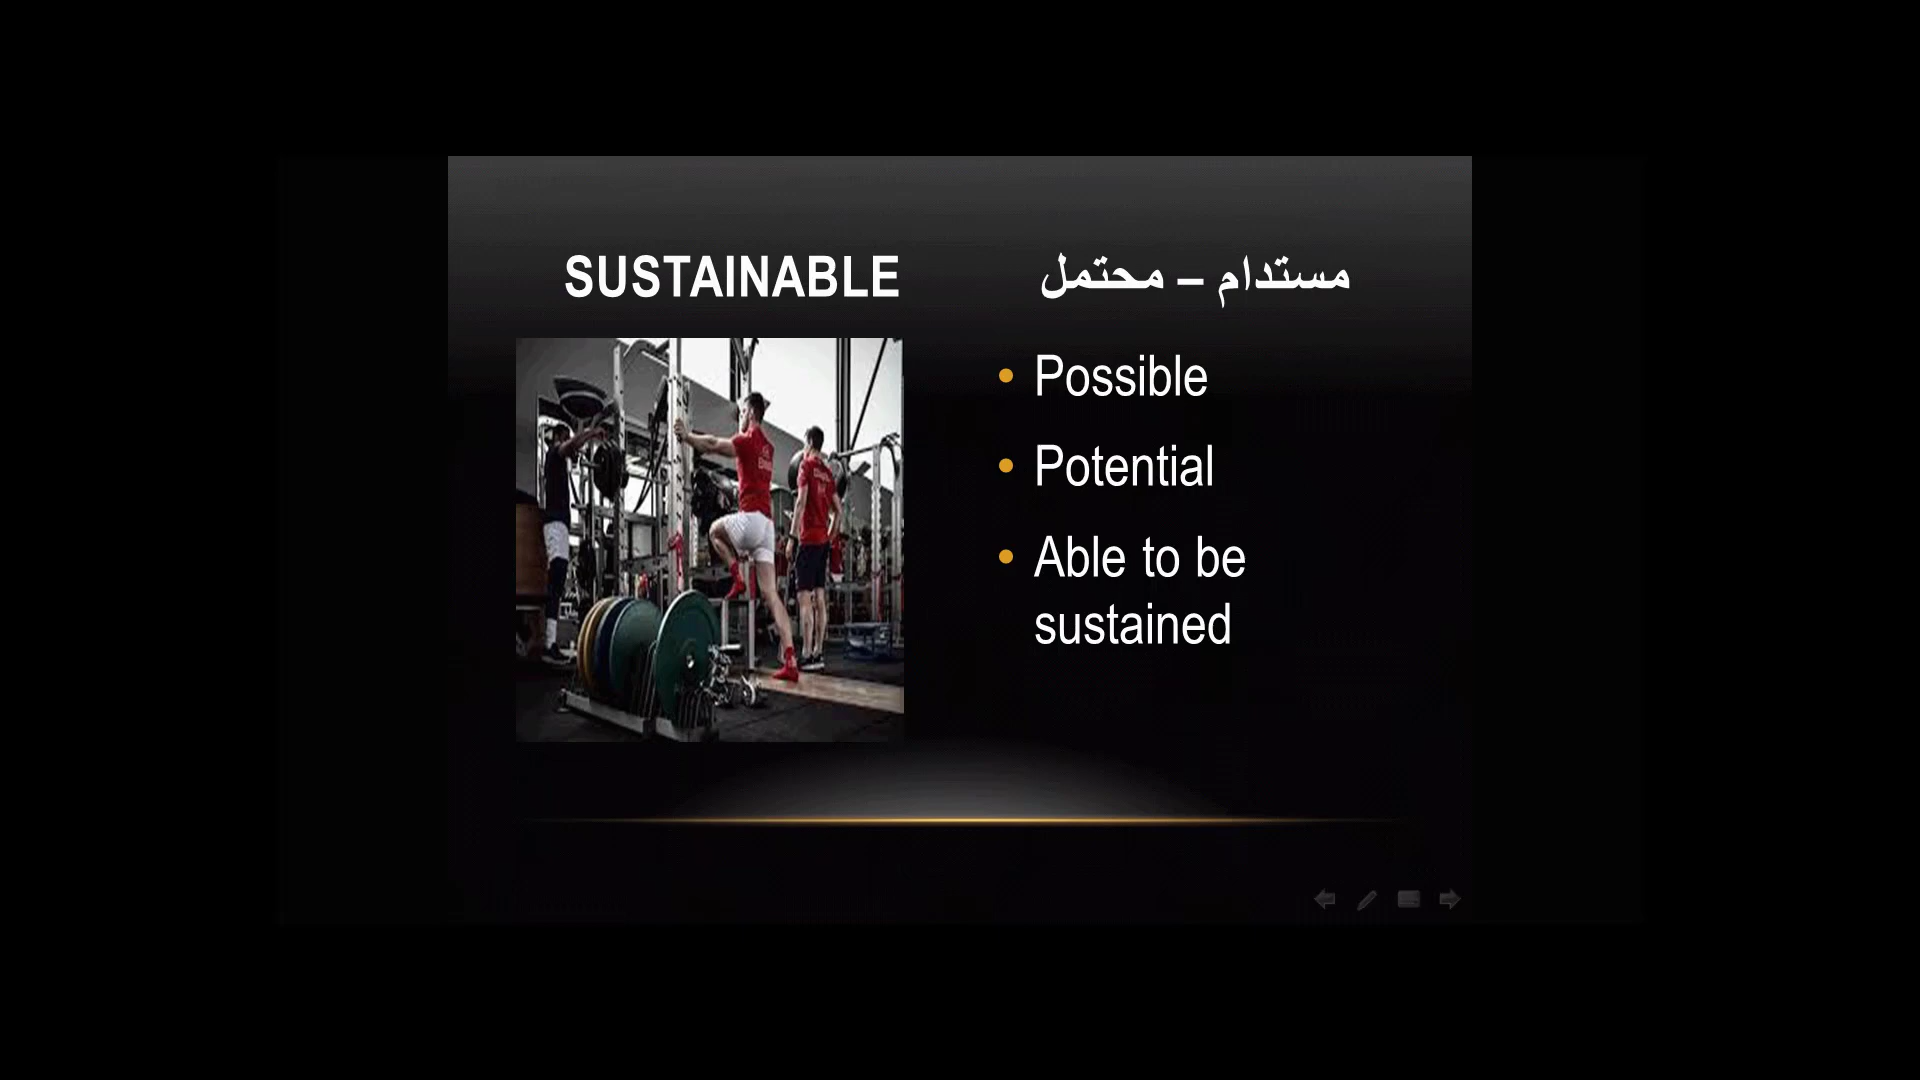 SUSTAINABLE
مستدام – محتمل
• Possible
• Potential
• Able to be
sustained